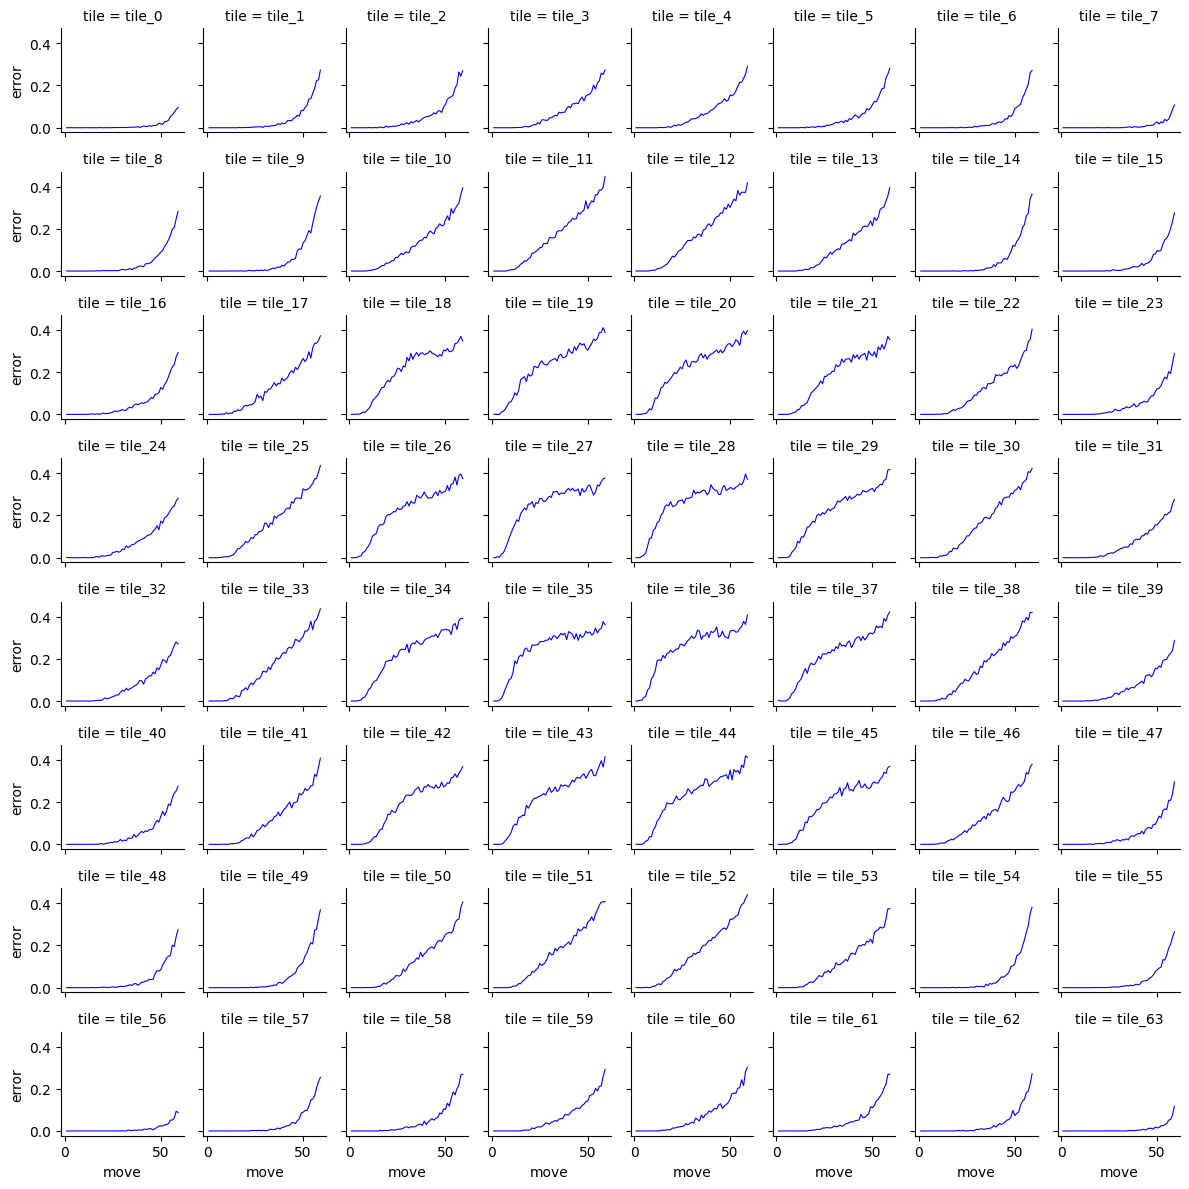 tile = tile_0 tile = tile_1 tile = tile_2 tile = tile_3 tile = tile_4 tile = tile_5 tile = tile_6 tile = tile_7
0.4
error
0.2
0.0
tile = tile_8 tile = tile_9 tile = tile_10 tile = tile_11 tile = tile_12 tile = tile_13 tile = tile_14 tile = tile_15
0.4
error
0.2
0.0
tile = tile_16 tile = tile_17 tile = tile_18 tile = tile_19 tile = tile_20 tile = tile_21 tile = tile_22 tile = tile_23
0.4
error
0.2
0.0
tile = tile_24 tile = tile_25 tile = tile_26 tile = tile_27 tile = tile_28 tile = tile_29 tile = tile_30 tile = tile_31
0.4
error
0.2
0.0
tile = tile_32 tile = tile_33 tile = tile_34 tile = tile_35 tile = tile_36 tile = tile_37 tile = tile_38 tile = tile_39
0.4
error
0.2
0.0
tile = tile_40 tile = tile_41 tile = tile_42 tile = tile_43 tile = tile_44 tile = tile_45 tile = tile_46 tile = tile_47
0.4
error
0.2
0.0
tile = tile_48 tile = tile_49 tile = tile_50 tile = tile_51 tile = tile_52 tile = tile_53 tile = tile_54 tile = tile_55
0.4
error
0.2
0.0
tile = tile_56 tile = tile_57 tile = tile_58 tile = tile_59 tile = tile_60 tile = tile_61 tile = tile_62 tile = tile_63
0.4
error
0.2
0.0
0 50 0 50 0 50 0 50 0 50 0 50 0 50 0 50
move move move move move move move move